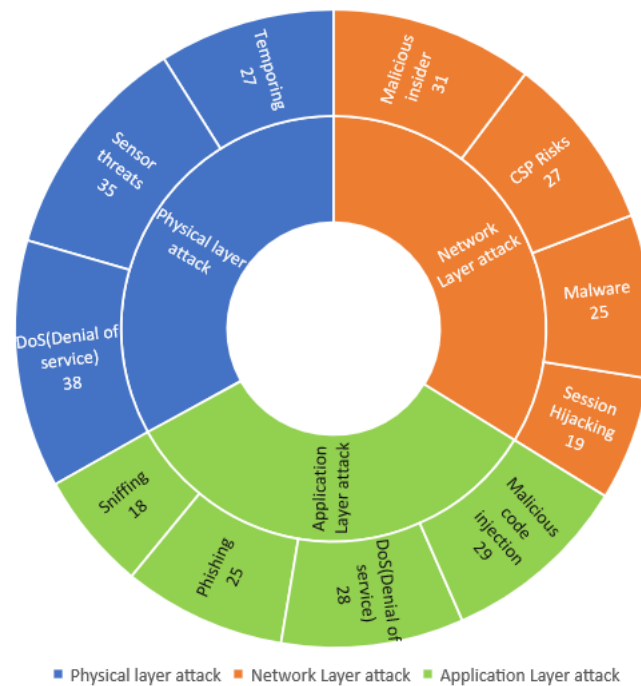 Temporing
27
Malicious
insider
31
Sensor
threats
35
CSP Risks
27
Physical layer
attack
Network
Layer attack
Malware
25
DoS(Denial of
service)
38
Session
Hijacking
19
Application
Layer attack
Sniffing
18
Phishing
25
DoS(Denial of
service)
28
Malicious
code
injection
29
Physical layer attack
Network Layer attack
Application Layer attack